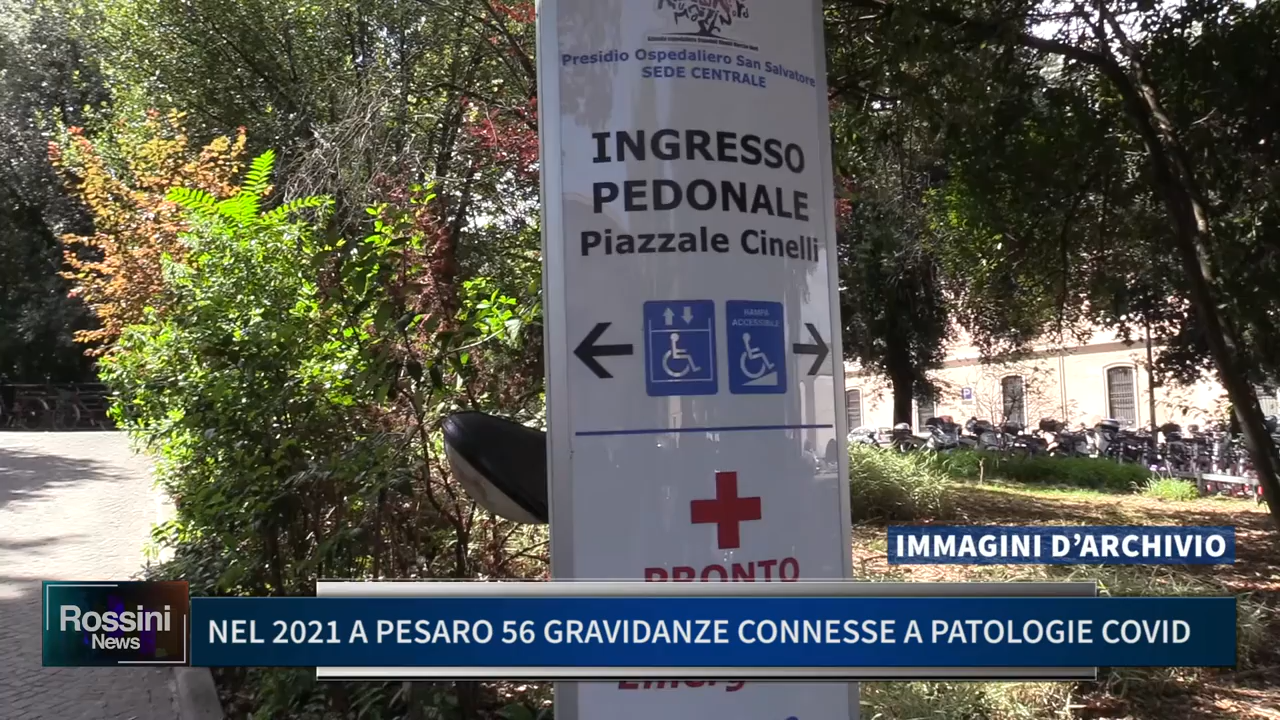 Presidio Ospedaliero San Salvatore
SEDE CENTRALE
INGRESSO
PEDONALE
Piazzale Cinelli
RAMPA
ACCESSIBILE
P
PRONTO
IMMAGINI D'ARCHIVIO
Rossini
News
NEL 2021 A PESARO 56 GRAVIDANZE CONNESSE A PATOLOGIE COVID
Emerg